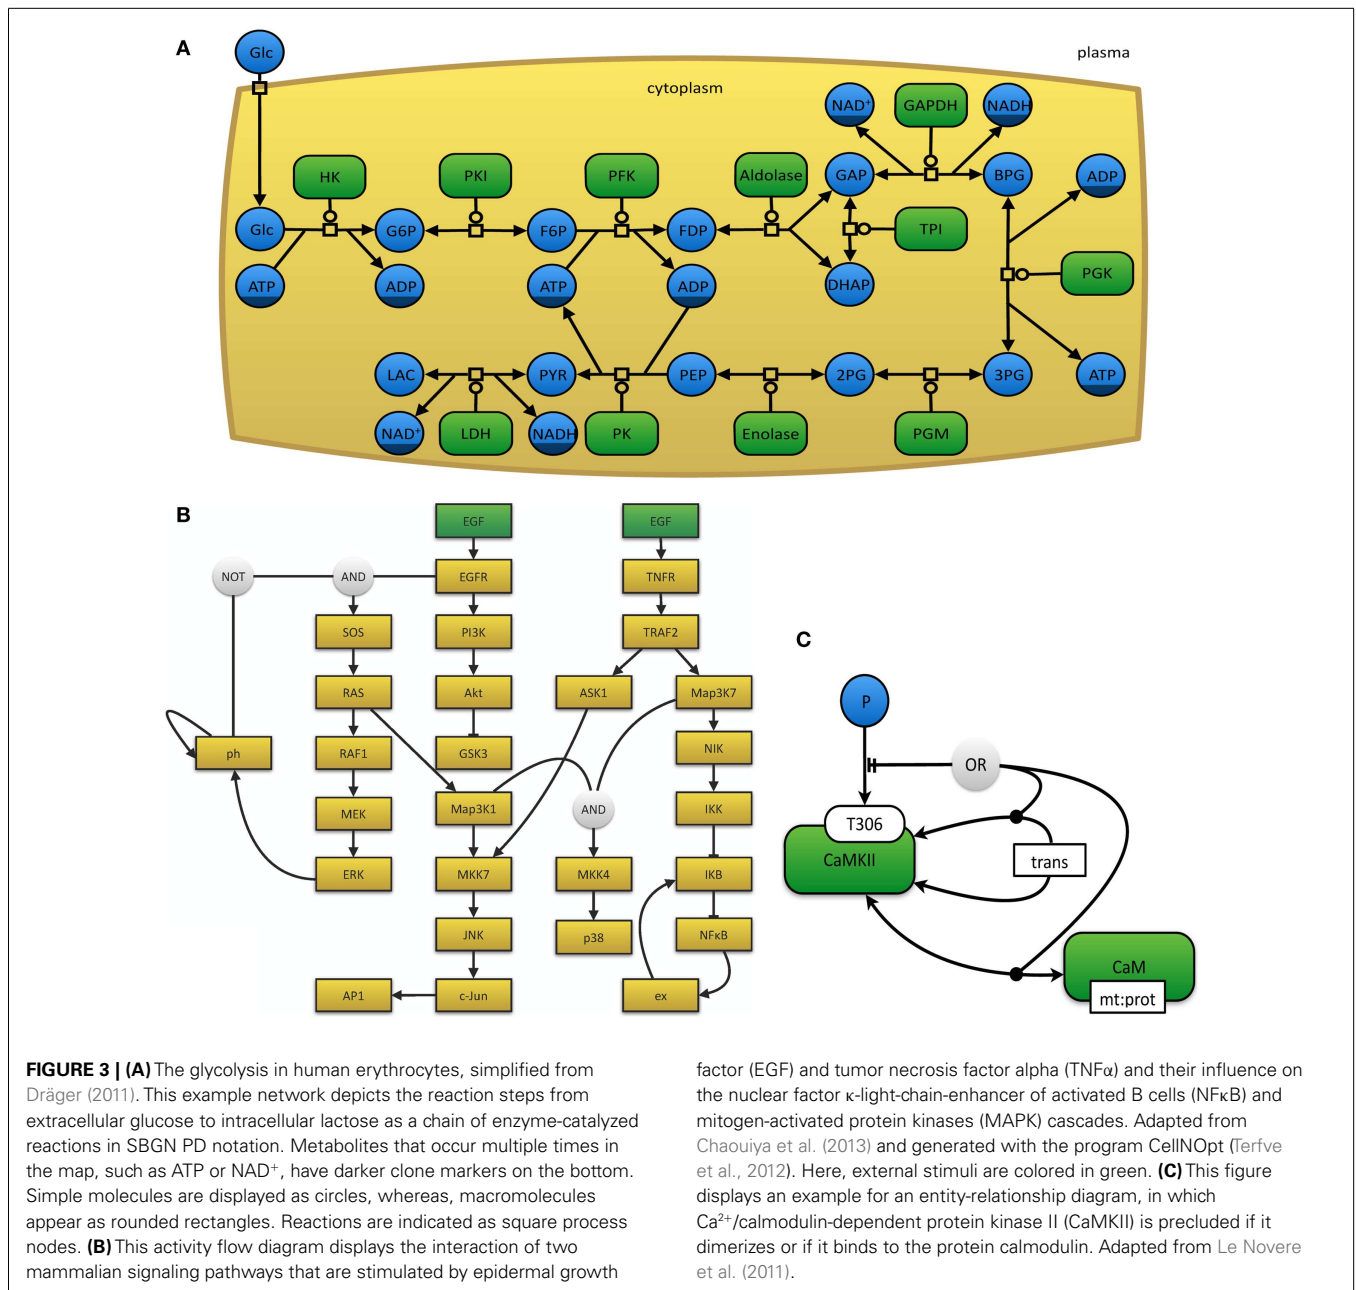 A
Glc
plasma
cytoplasm
NAD+
GAPDH
NADH
HK
PKI
PFK
Aldolase
GAP
BPG
ADP
Glc
G6P
F6P
FDP
TPI
ATP
ADP
ATP
ADP
DHAP
PGK
LAC
PYR
PEP
2PG
3PG
ATP
NAD+
LDH
NADH
PK
Enolase
PGM
B
EGF
EGF
NOT
AND
EGFR
TNFR
SOS
PI3K
TRAF2
RAS
Akt
ASK1
Map3K7
ph
RAF1
GSK3
NIK
MEK
Map3K1
AND
IKK
ERK
MKK7
MKK4
IKB
JNK
p38
NFκB
AP1
c-Jun
ex
C
P
OR
T306
CaMKII
trans
CaM
mt:prot
FIGURE 3 | (A) The glycolysis in human erythrocytes, simplified from
Dräger (2011). This example network depicts the reaction steps from
extracellular glucose to intracellular lactose as a chain of enzyme-catalyzed
reactions in SBGN PD notation. Metabolites that occur multiple times in
the map, such as ATP or NAD+, have darker clone markers on the bottom.
Simple molecules are displayed as circles, whereas, macromolecules
appear as rounded rectangles. Reactions are indicated as square process
nodes. (B) This activity flow diagram displays the interaction of two
mammalian signaling pathways that are stimulated by epidermal growth
factor (EGF) and tumor necrosis factor alpha (TNFα) and their influence on
the nuclear factor κ-light-chain-enhancer of activated B cells (NFκB) and
mitogen-activated protein kinases (MAPK) cascades. Adapted from
Chaouiya et al. (2013) and generated with the program CellNOpt (Terfve
et al., 2012). Here, external stimuli are colored in green. (C) This figure
displays an example for an entity-relationship diagram, in which
Ca2+/calmodulin-dependent protein kinase II (CaMKII) is precluded if it
dimerizes or if it binds to the protein calmodulin. Adapted from Le Novere
et al. (2011).